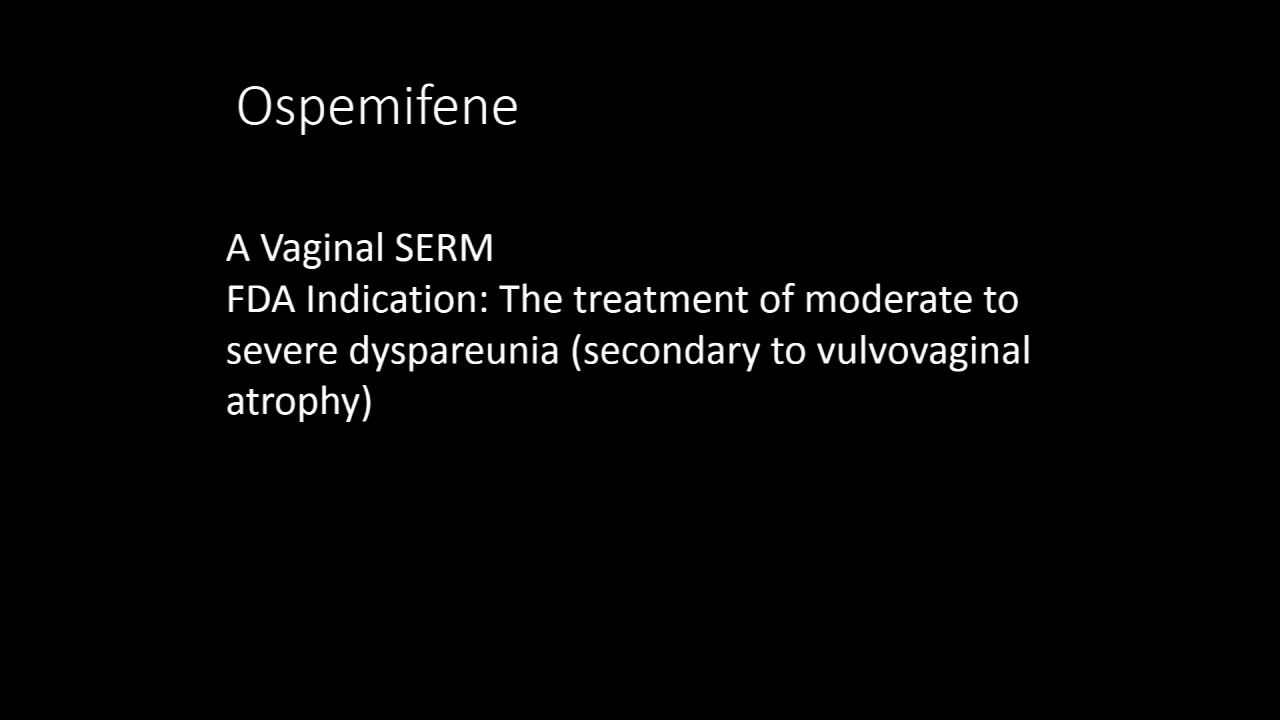 Ospemifene
A Vaginal SERM
FDA Indication: The treatment of moderate to
severe dyspareunia (secondary to vulvovaginal
atrophy)